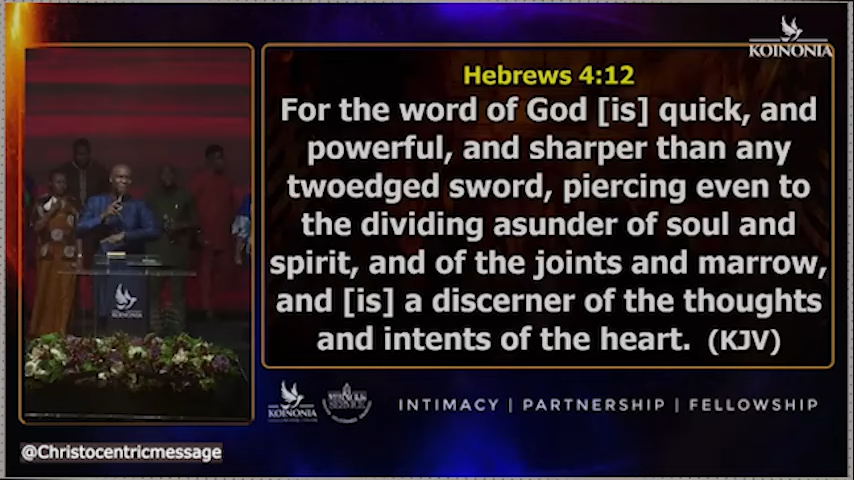 KOINONIA
Hebrews 4:12
For the word of God [is] quick, and
powerful, and sharper than any
twoedged sword, piercing even to
the dividing asunder of soul and
spirit, and of the joints and marrow,
and [is] a discerner of the thoughts
and intents of the heart. (KJV)
KOINONIA
KOINONIA
SERVICE
INTIMACY | PARTNERSHIP | FELLOWSHIP
@Christocentricmessage